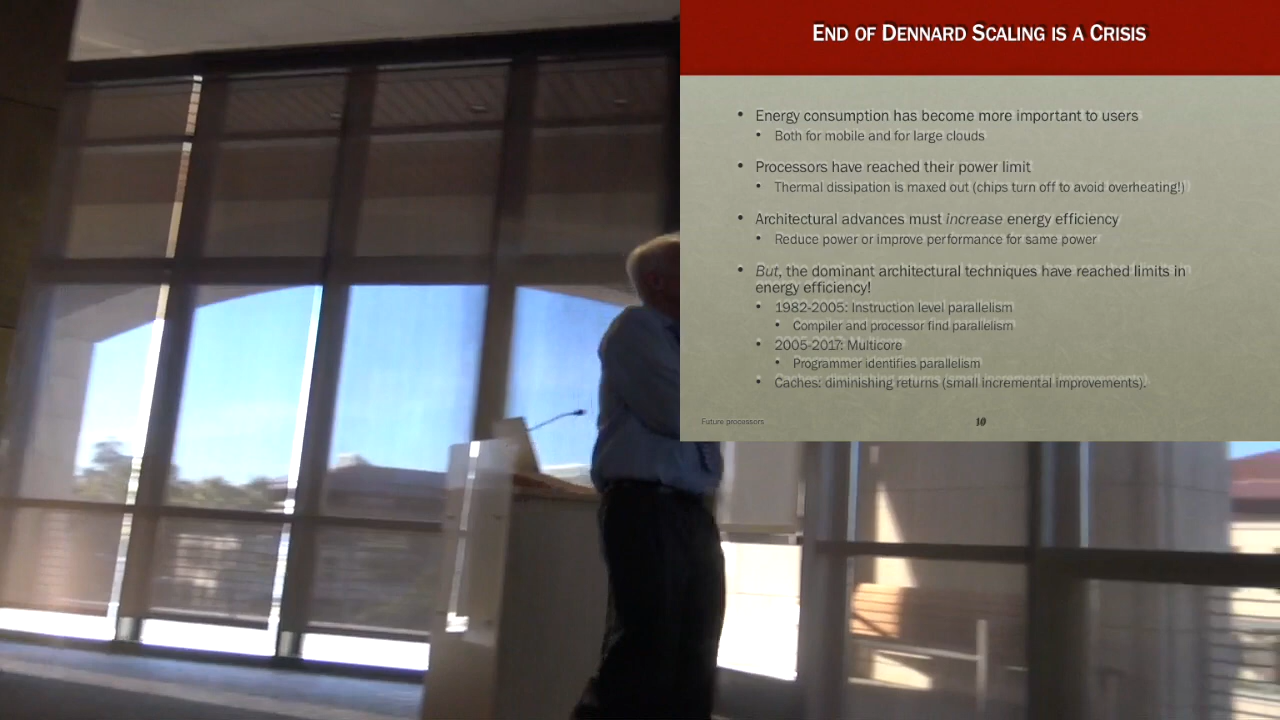 END OF DENNARD SCALING IS A CRISIS
• Energy consumption has become more important to users
• Both for mobile and for large clouds
• Processors have reached their power limit
• Thermal dissipation is maxed out (chips turn off to avoid overheating!)
• Architectural advances must increase energy efficiency
• Reduce power or improve performance for same power
• But, the dominant architectural techniques have reached limits in
energy efficiency!
• 1982-2005: Instruction level parallelism
• Compiler and processor find parallelism
• 2005-2017: Multicore
• Programmer identifies parallelism
• Caches: diminishing returns (small incremental improvements).
Future processors
10